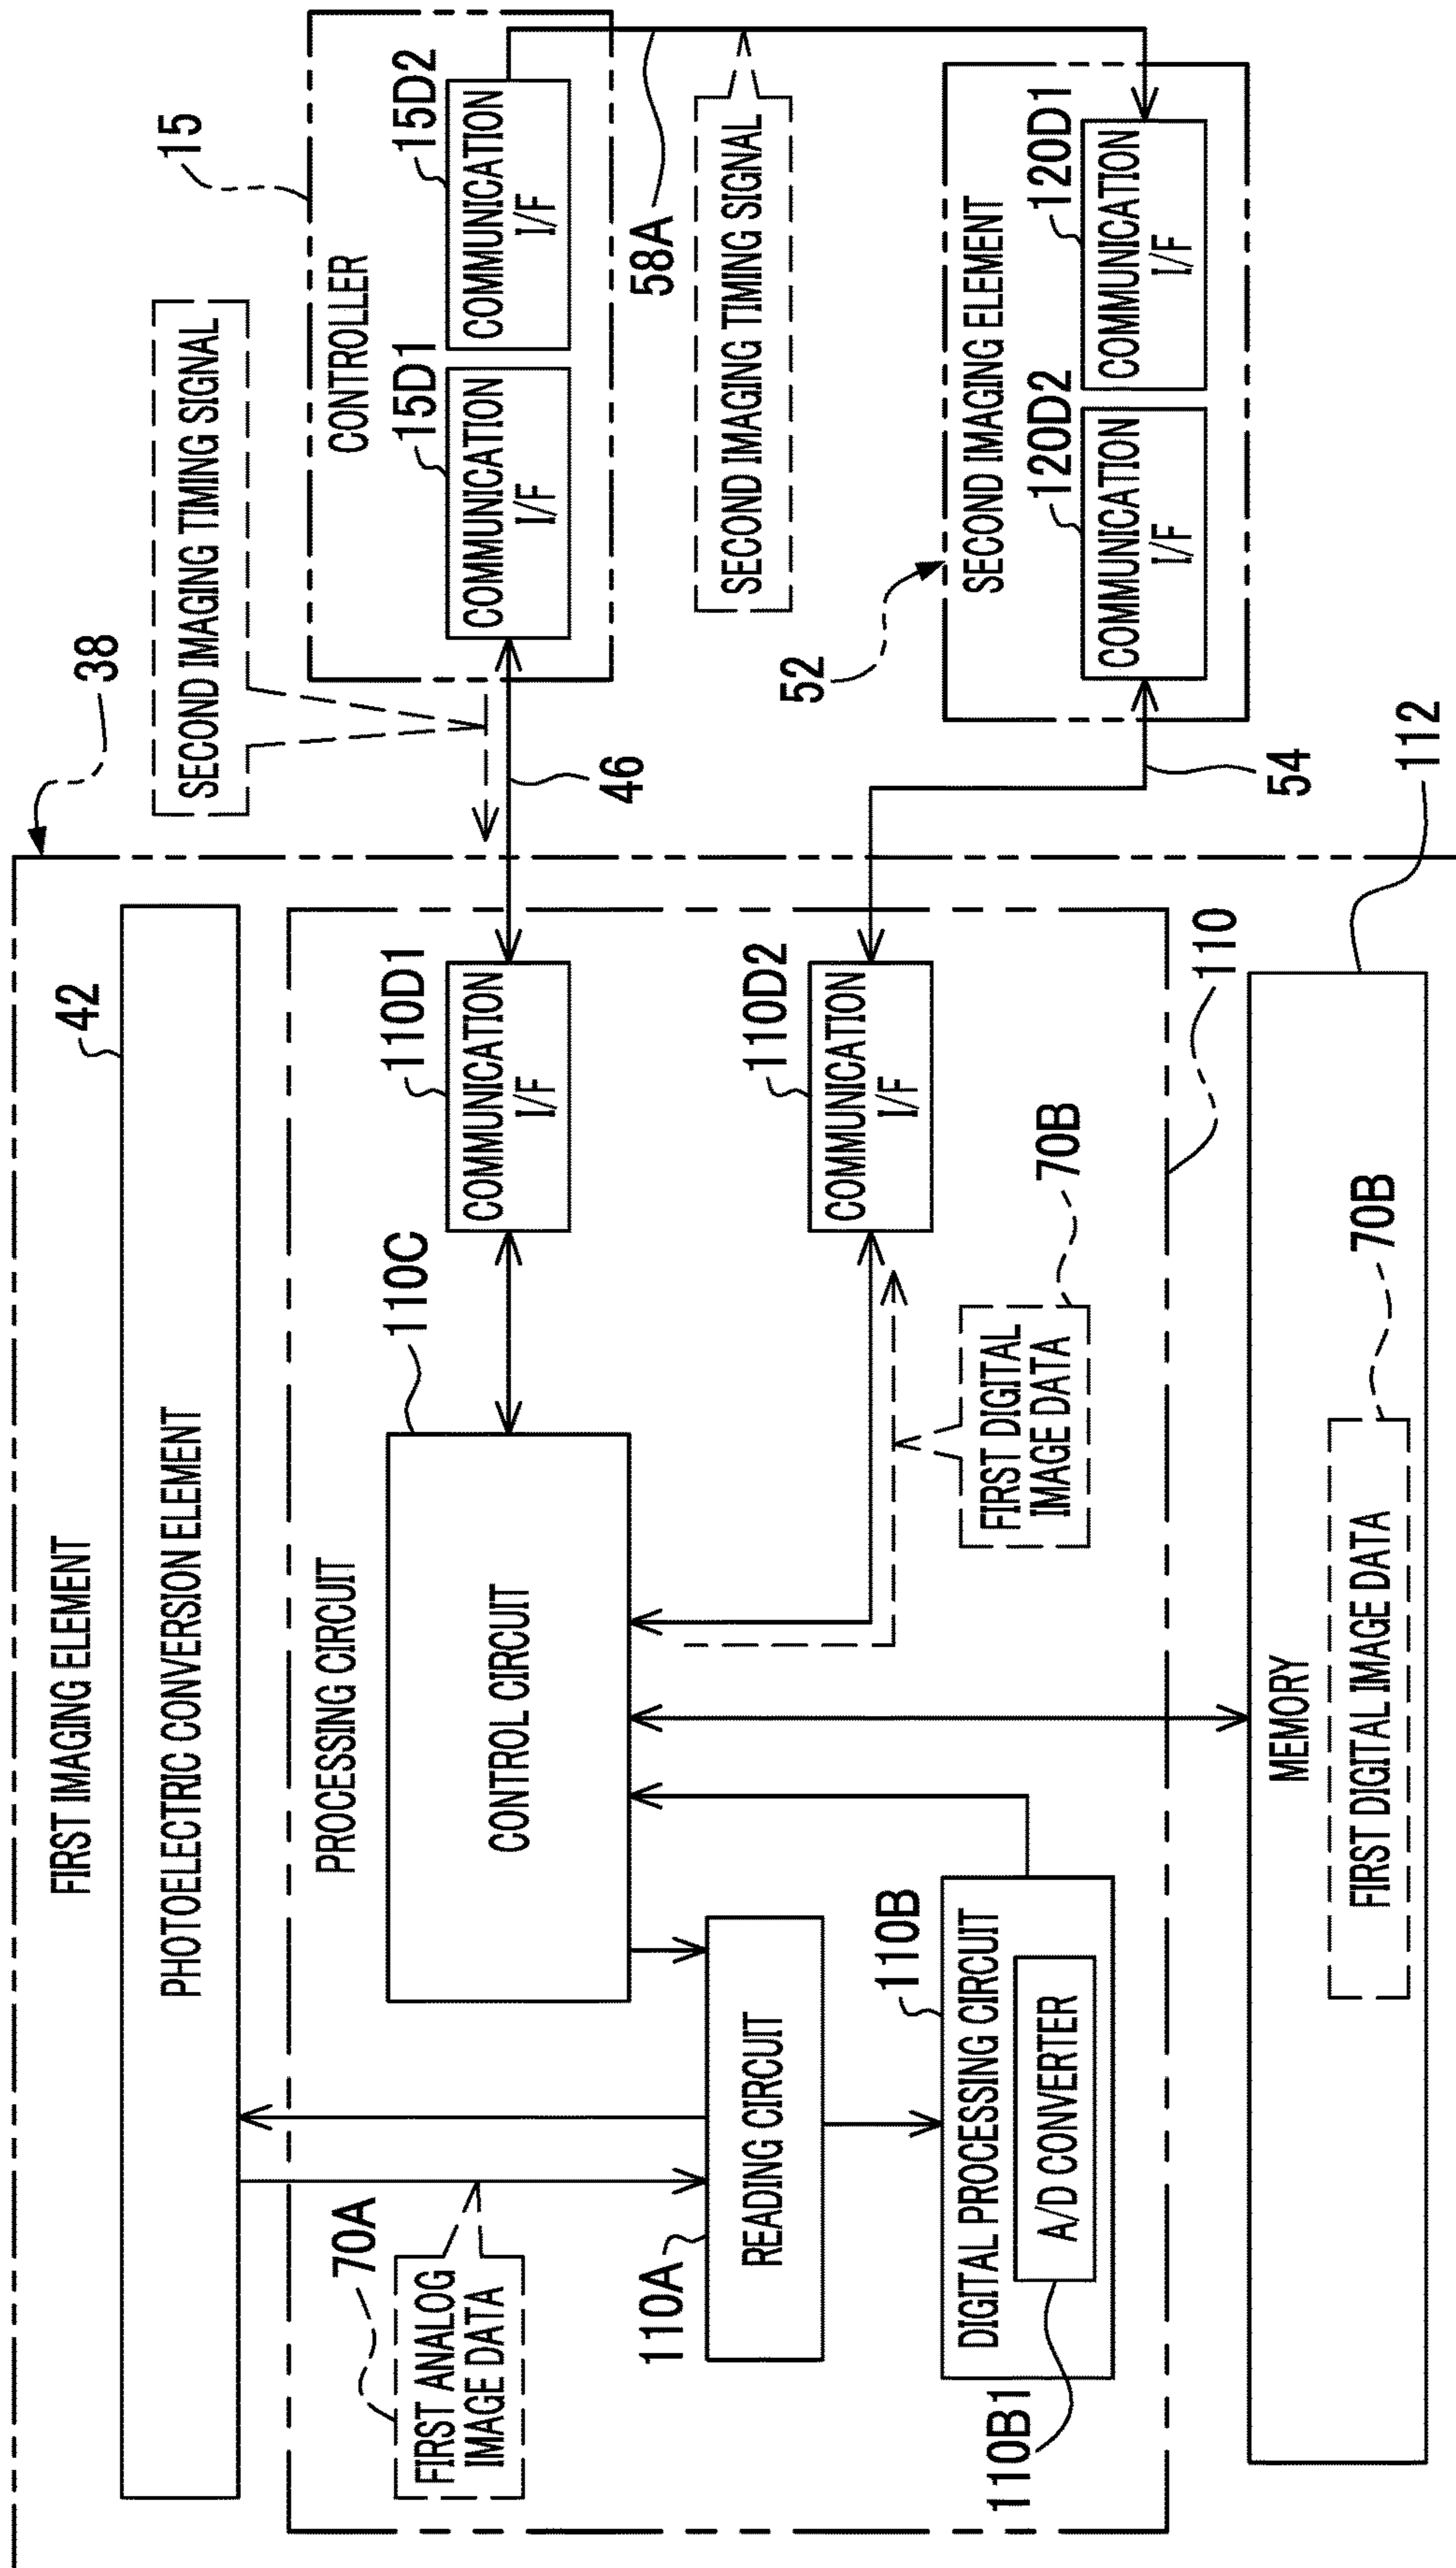 38
FIRST IMAGING ELEMENT
42
PHOTOELECTRIC CONVERSION ELEMENT
SECOND IMAGING TIMING SIGNAL
15
CONTROLLER
15D1
COMMUNICATION
I/F
15D2
COMMUNICATION
I/F
46
58A
SECOND IMAGING TIMING SIGNAL
70A
FIRST ANALOG
IMAGE DATA
PROCESSING CIRCUIT
110C
CONTROL CIRCUIT
110D1
COMMUNICATION
I/F
110A
READING CIRCUIT
110D2
COMMUNICATION
I/F
52
SECOND IMAGING ELEMENT
120D2
COMMUNICATION
I/F
120D1
COMMUNICATION
I/F
54
110B
DIGITAL PROCESSING CIRCUIT
A/D CONVERTER
110B1
FIRST DIGITAL
IMAGE DATA
70B
110
MEMORY
FIRST DIGITAL IMAGE DATA
70B
112